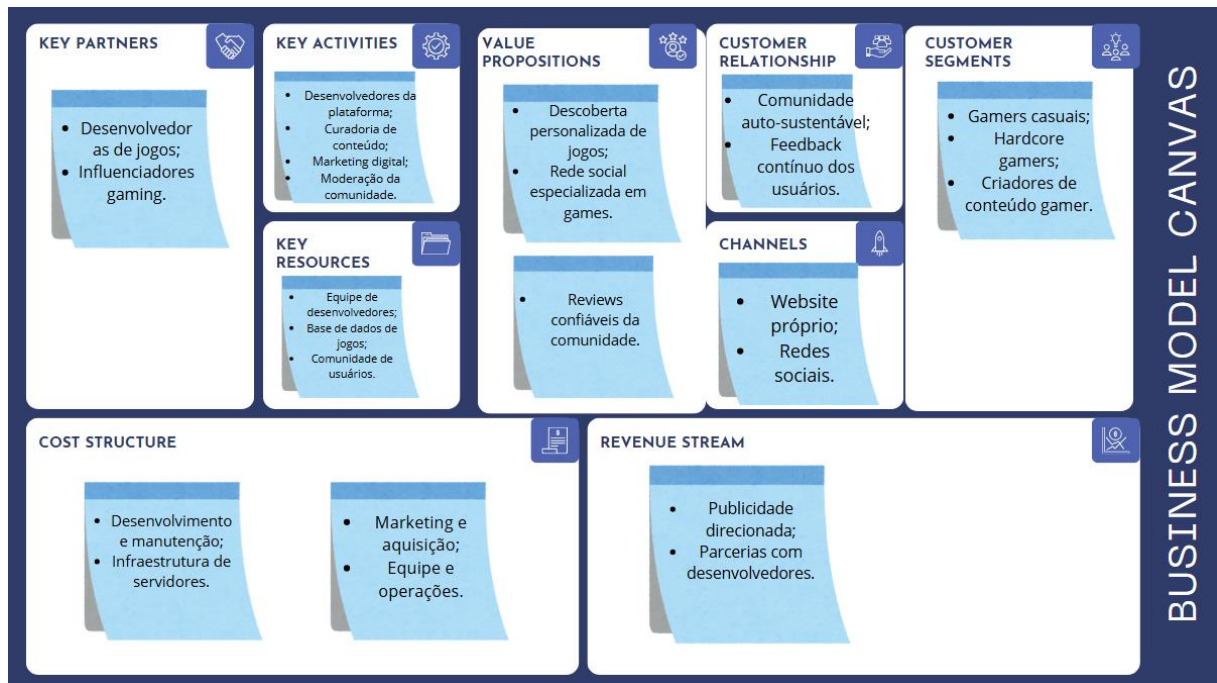 KEY PARTNERS
• Desenvolvedor
as de jogos;
• Influenciadores
gaming.
KEY ACTIVITIES
• Desenvolvedores da
plataforma;
• Curadoria de
conteúdo;
• Marketing digital;
• Moderação da
comunidade.
KEY
RESOURCES
• Equipe de
desenvolvedores;
• Base de dados de
jogos;
• Comunidade de
usuários.
VALUE
PROPOSITIONS
• Descoberta
personalizada de
jogos;
• Rede social
especializada em
games.
• Reviews
confiáveis da
comunidade.
CUSTOMER
RELATIONSHIP
• Comunidade
auto-sustentável;
• Feedback
contínuo dos
usuários.
CHANNELS
• Website
próprio;
• Redes
sociais.
CUSTOMER
SEGMENTS
• Gamers casuais;
• Hardcore
gamers;
• Criadores de
conteúdo gamer.
COST STRUCTURE
• Desenvolvimento
e manutenção;
• Infraestrutura de
servidores.
• Marketing e
aquisição;
• Equipe e
operações.
REVENUE STREAM
• Publicidade
direcionada;
• Parcerias com
desenvolvedores.
BUSINESS MODEL CANVAS